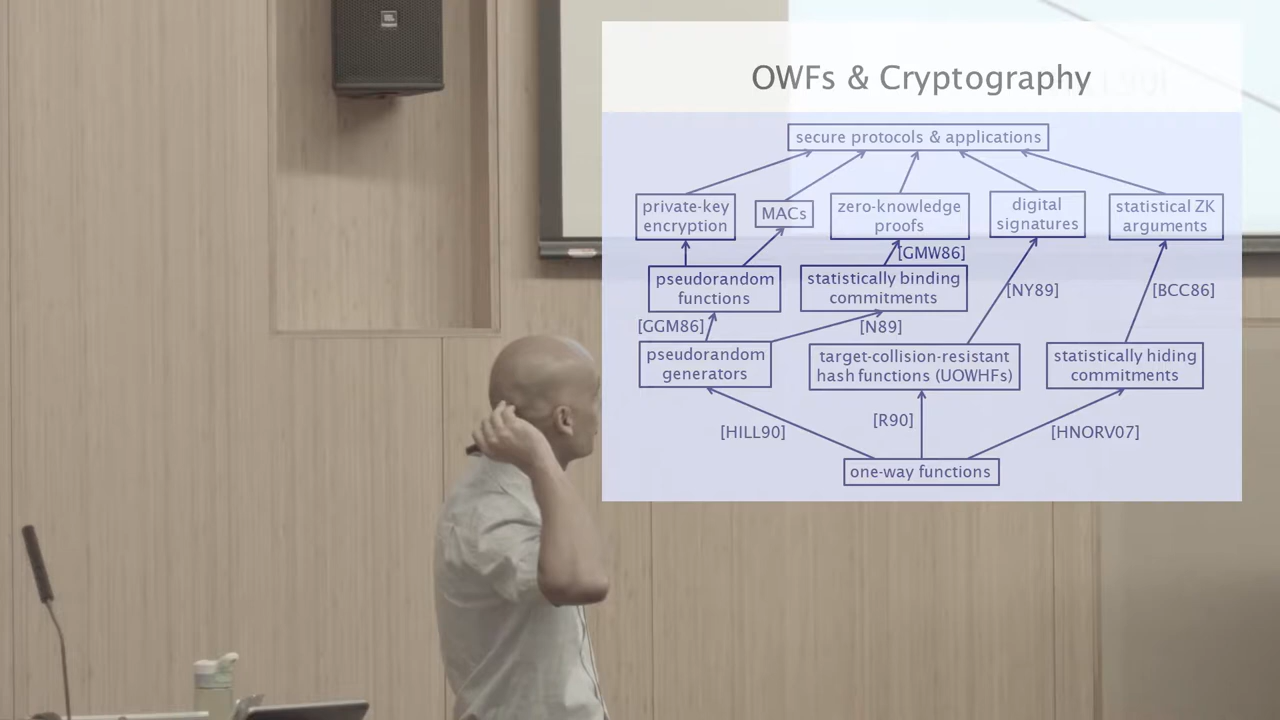 JBL
OWFs & Cryptography
secure protocols & applications
private-key
encryption
MACs
zero-knowledge
proofs
digital
signatures
statistical ZK
arguments
[GMW86]
pseudorandom
functions
statistically binding
commitments
[NY89]
[BCC86]
[GGM86]
[N89]
pseudorandom
generators
target-collision-resistant
hash functions (UOWHFs)
statistically hiding
commitments
[HILL90]
[R90]
[HNORV07]
one-way functions